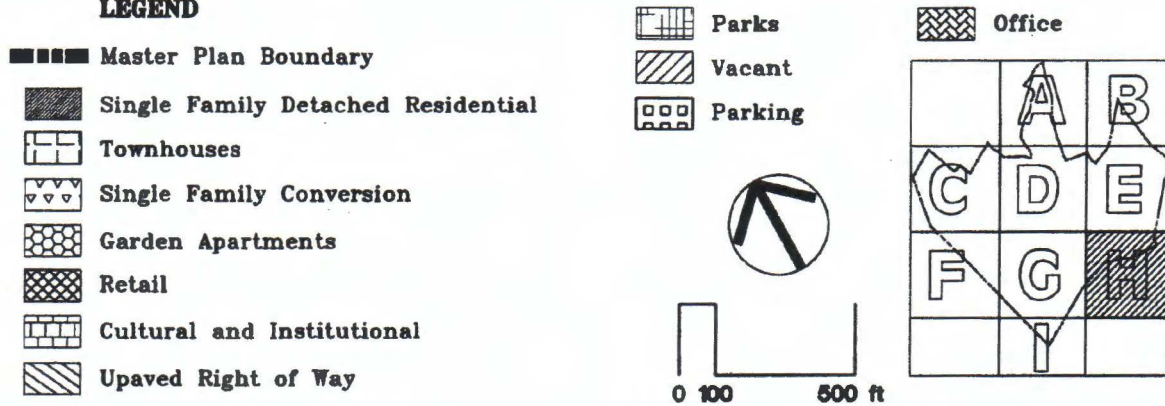 LEGEND
Master Plan Boundary
Single Family Detached Residential
Townhouses
Single Family Conversion
Garden Apartments
Retail
Cultural and Institutional
Upaved Right of Way
Parks
Vacant
Parking
0 100 500 ft
Office
A B
C D E
F G H
I